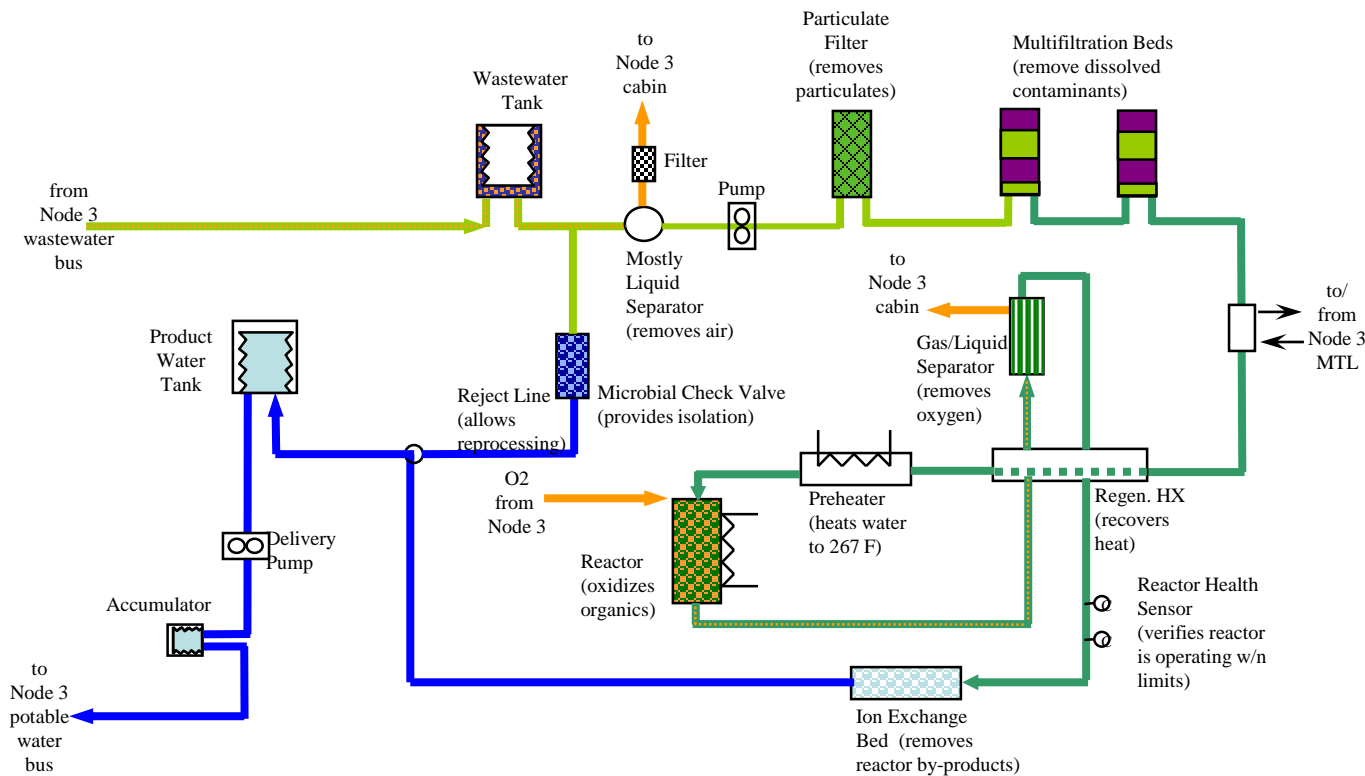 to
Node 3
cabin
Particulate
Filter
(removes
particulates)
Multifiltration Beds
(remove dissolved
contaminants)
Wastewater
Tank
Filter
Pump
from
Node 3
wastewater
bus
Mostly
Liquid
Separator
(removes air)
to
Node 3
cabin
to/
from
Node 3
MTL
Product
Water
Tank
Gas/Liquid
Separator
(removes
oxygen)
Reject Line
(allows
reprocessing)
Microbial Check Valve
(provides isolation)
O2
from
Node 3
Preheater
(heats water
to 267 F)
Regen. HX
(recovers
heat)
Delivery
Pump
Reactor
(oxidizes
organics)
Accumulator
Reactor Health
Sensor
(verifies reactor
is operating w/n
limits)
to
Node 3
potable
water
bus
Ion Exchange
Bed (removes
reactor by-products)